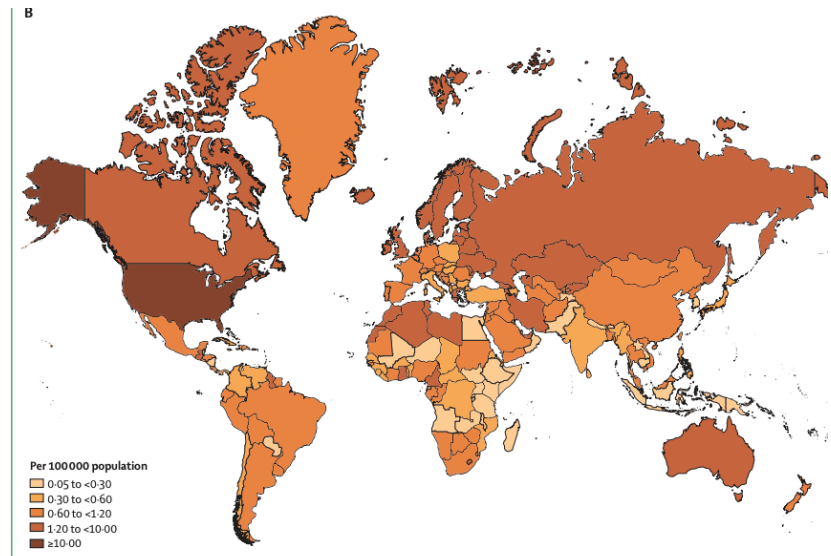 B
Per 100 000 population
0·05 to <0·30
0·30 to <0·60
0·60 to <1·20
1·20 to <10·00
≥10·00